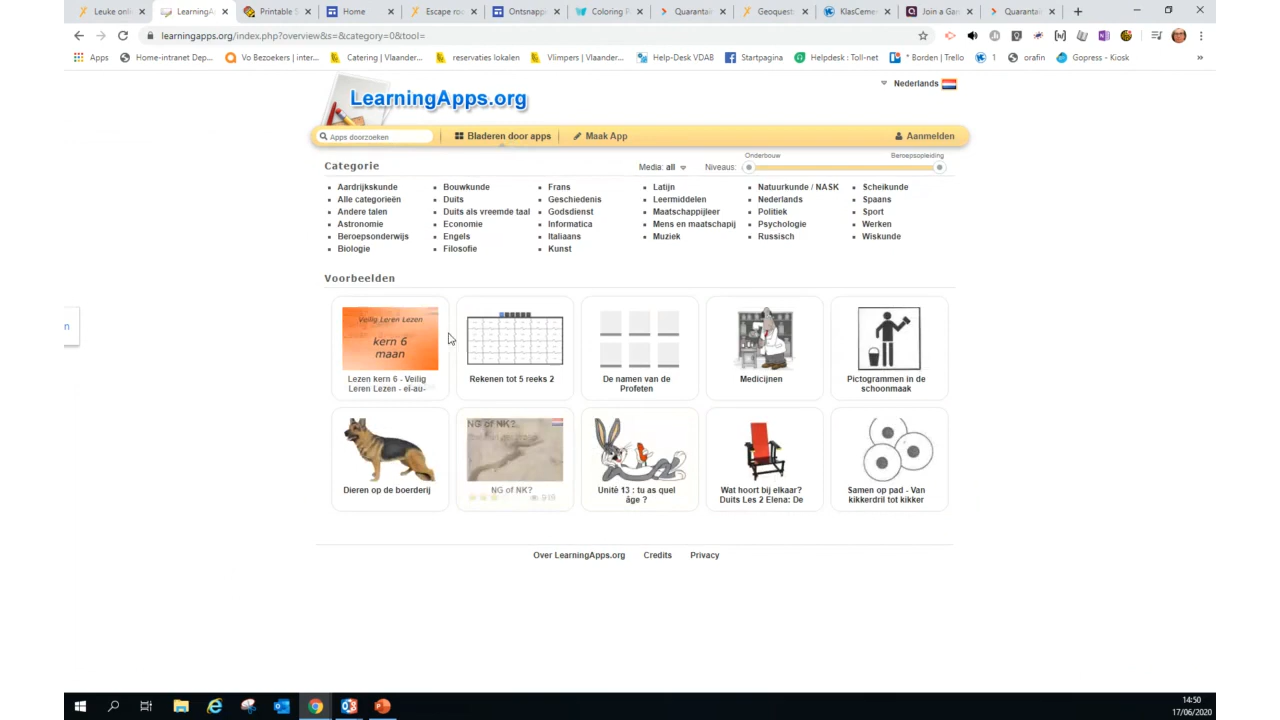 Leuke onli
LearningA
Printable S
Home
Escape ro
Ontsnapp
Coloring P
Quarantai
Geoquest
KlasCeme
Join a Ga
Quarantai
learningapps.org/index.php?overview&s=&category=0&tool=
Apps
Home-intranet Dep...
Vo Bezoekers | inter...
Catering | Vlaander...
reservaties lokalen
Vlimpers | Vlaander...
Help-Desk VDAB
Startpagina
Helpdesk : Toll-net
* Borden | Trello
1
orafin
Gopress - Kiosk
»
LearningApps.org
Nederlands
Apps doorzoeken
Bladeren door apps
Maak App
Aanmelden
Categorie
Media: all
Niveaus:
Onderbouw
Beroepsopleiding
Aardrijkskunde
Alle categorieën
Andere talen
Astronomie
Beroepsonderwijs
Biologie
Bouwkunde
Duits
Duits als vreemde taal
Economie
Engels
Filosofie
Frans
Geschiedenis
Godsdienst
Informatica
Italiaans
Kunst
Latijn
Leermiddelen
Maatschappijleer
Mens en maatschappij
Muziek
Natuurkunde / NASK
Nederlands
Politiek
Psychologie
Russisch
Scheikunde
Spaans
Sport
Werken
Wiskunde
Voorbeelden
n
Veilig Leren Lezen
kern 6
maan
Lezen kern 6 - Veilig
Leren Lezen - ei-au-
Rekenen tot 5 reeks 2
De namen van de
Profeten
Medicijnen
Pictogrammen in de
schoonmaak
Dieren op de boerderij
NG of NK?
NG of NK?
Unité 13 : tu as quel
âge ?
Wat hoort bij elkaar?
Duits Les 2 Elena: De
Samen op pad - Van
kikkerdril tot kikker
Over LearningApps.org
Credits
Privacy
14:50
17/06/2020